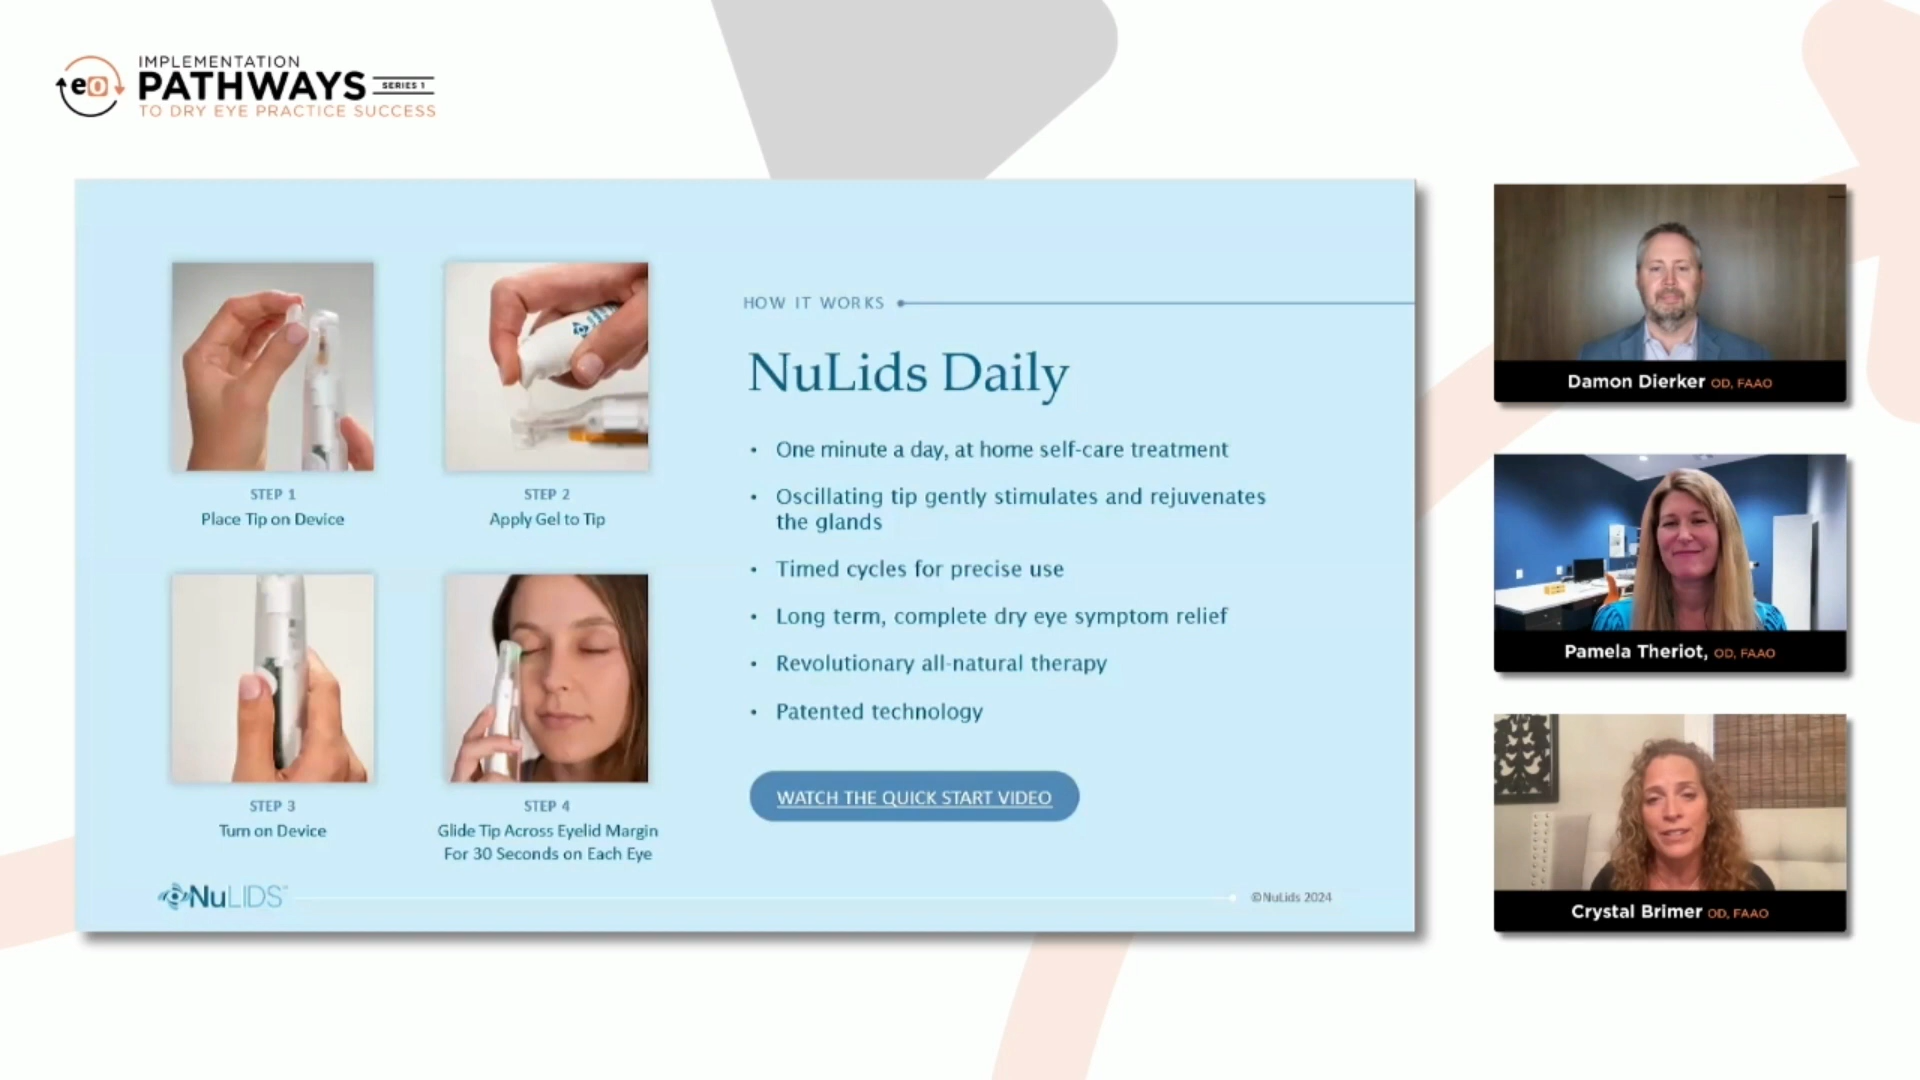 eo
IMPLEMENTATION
PATHWAYS
SERIES 1
TO DRY EYE PRACTICE SUCCESS
STEP 1
Place Tip on Device
STEP 2
Apply Gel to Tip
STEP 3
Turn on Device
STEP 4
Glide Tip Across Eyelid Margin
For 30 Seconds on Each Eye
HOW IT WORKS
NuLids Daily
• One minute a day, at home self-care treatment
• Oscillating tip gently stimulates and rejuvenates
the glands
• Timed cycles for precise use
• Long term, complete dry eye symptom relief
• Revolutionary all-natural therapy
• Patented technology
WATCH THE QUICK START VIDEO
NuLIDS
©NuLids 2024
Damon Dierker OD, FAAO
Pamela Theriot, OD, FAAO
Crystal Brimer OD, FAAO